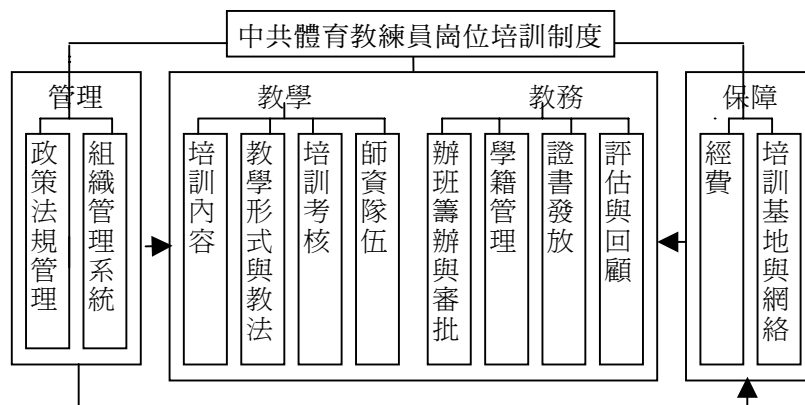 中共體育教練員崗位培訓制度
管理
教學
教務
保障
政策法規管理
組織管理系統
培訓內容
教學形式與教法
培訓考核
師資隊伍
辦班籌辦與審批
學籍管理
證書發放
評估與回顧
經費
培訓基地與網絡